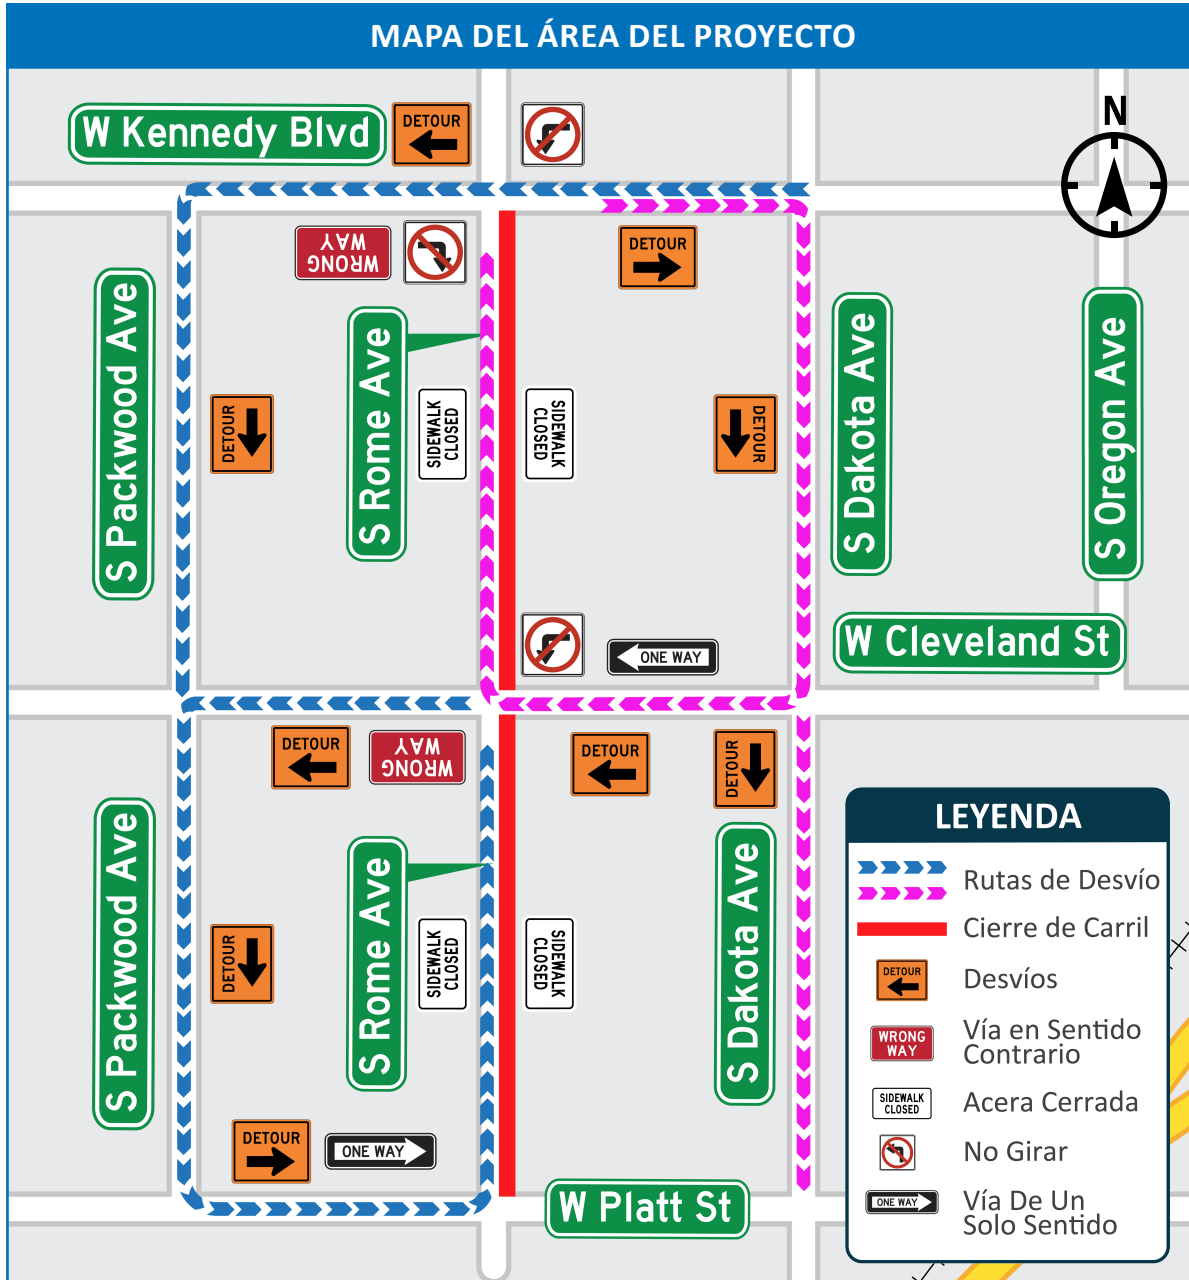 MAPA DEL ÁREA DEL PROYECTO
W Kennedy Blvd
DETOUR
N
WRONG
WAY
DETOUR
S Packwood Ave
S Rome Ave
S Dakota Ave
S Oregon Ave
DETOUR
SIDEWALK
CLOSED
SIDEWALK
CLOSED
DETOUR
ONE WAY
W Cleveland St
DETOUR
WRONG
WAY
DETOUR
DETOUR
S Packwood Ave
S Rome Ave
S Dakota Ave
DETOUR
SIDEWALK
CLOSED
SIDEWALK
CLOSED
DETOUR
ONE WAY
W Platt St
LEYENDA
Rutas de Desvío
Cierre de Carril
DETOUR
Desvíos
WRONG
WAY
Vía en Sentido
Contrario
SIDEWALK
CLOSED
Acera Cerrada
No Girar
ONE WAY
Vía De Un
Solo Sentido